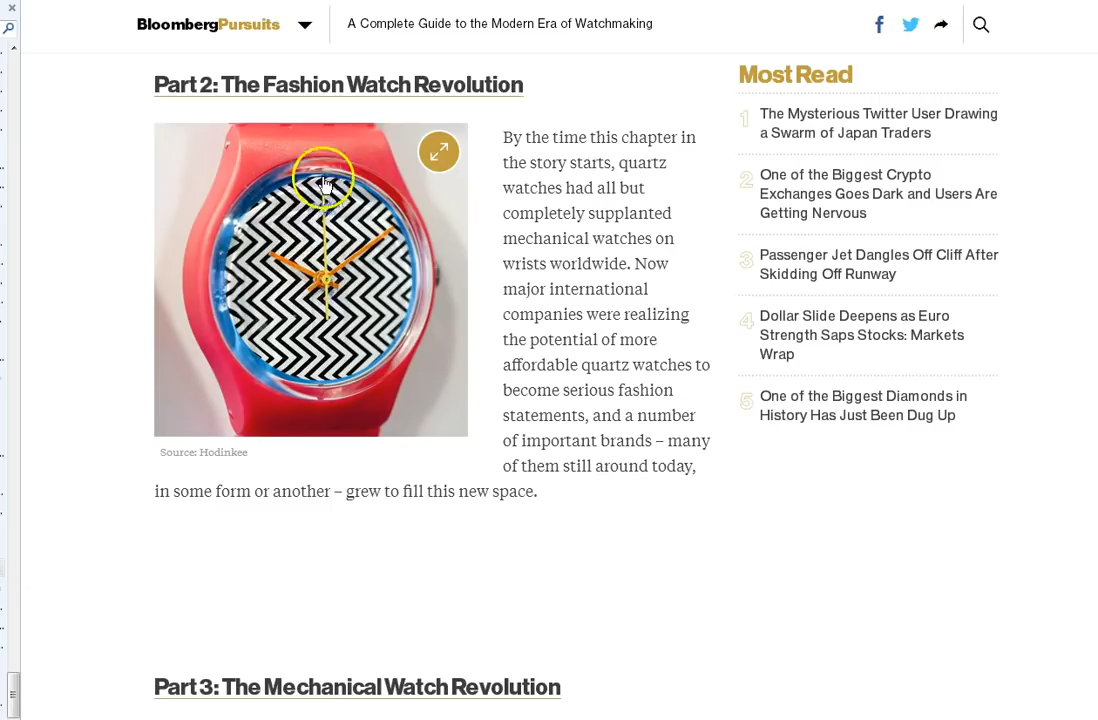 BloombergPursuits
A Complete Guide to the Modern Era of Watchmaking
Part 2: The Fashion Watch Revolution
By the time this chapter in
the story starts, quartz
watches had all but
completely supplanted
mechanical watches on
wrists worldwide. Now
major international
companies were realizing
the potential of more
affordable quartz watches to
become serious fashion
statements, and a number
of important brands – many
of them still around today,
in some form or another – grew to fill this new space.
Source: Hodinkee
Part 3: The Mechanical Watch Revolution
Most Read
1 The Mysterious Twitter User Drawing
a Swarm of Japan Traders
2 One of the Biggest Crypto
Exchanges Goes Dark and Users Are
Getting Nervous
3 Passenger Jet Dangles Off Cliff After
Skidding Off Runway
4 Dollar Slide Deepens as Euro
Strength Saps Stocks: Markets
Wrap
5 One of the Biggest Diamonds in
History Has Just Been Dug Up